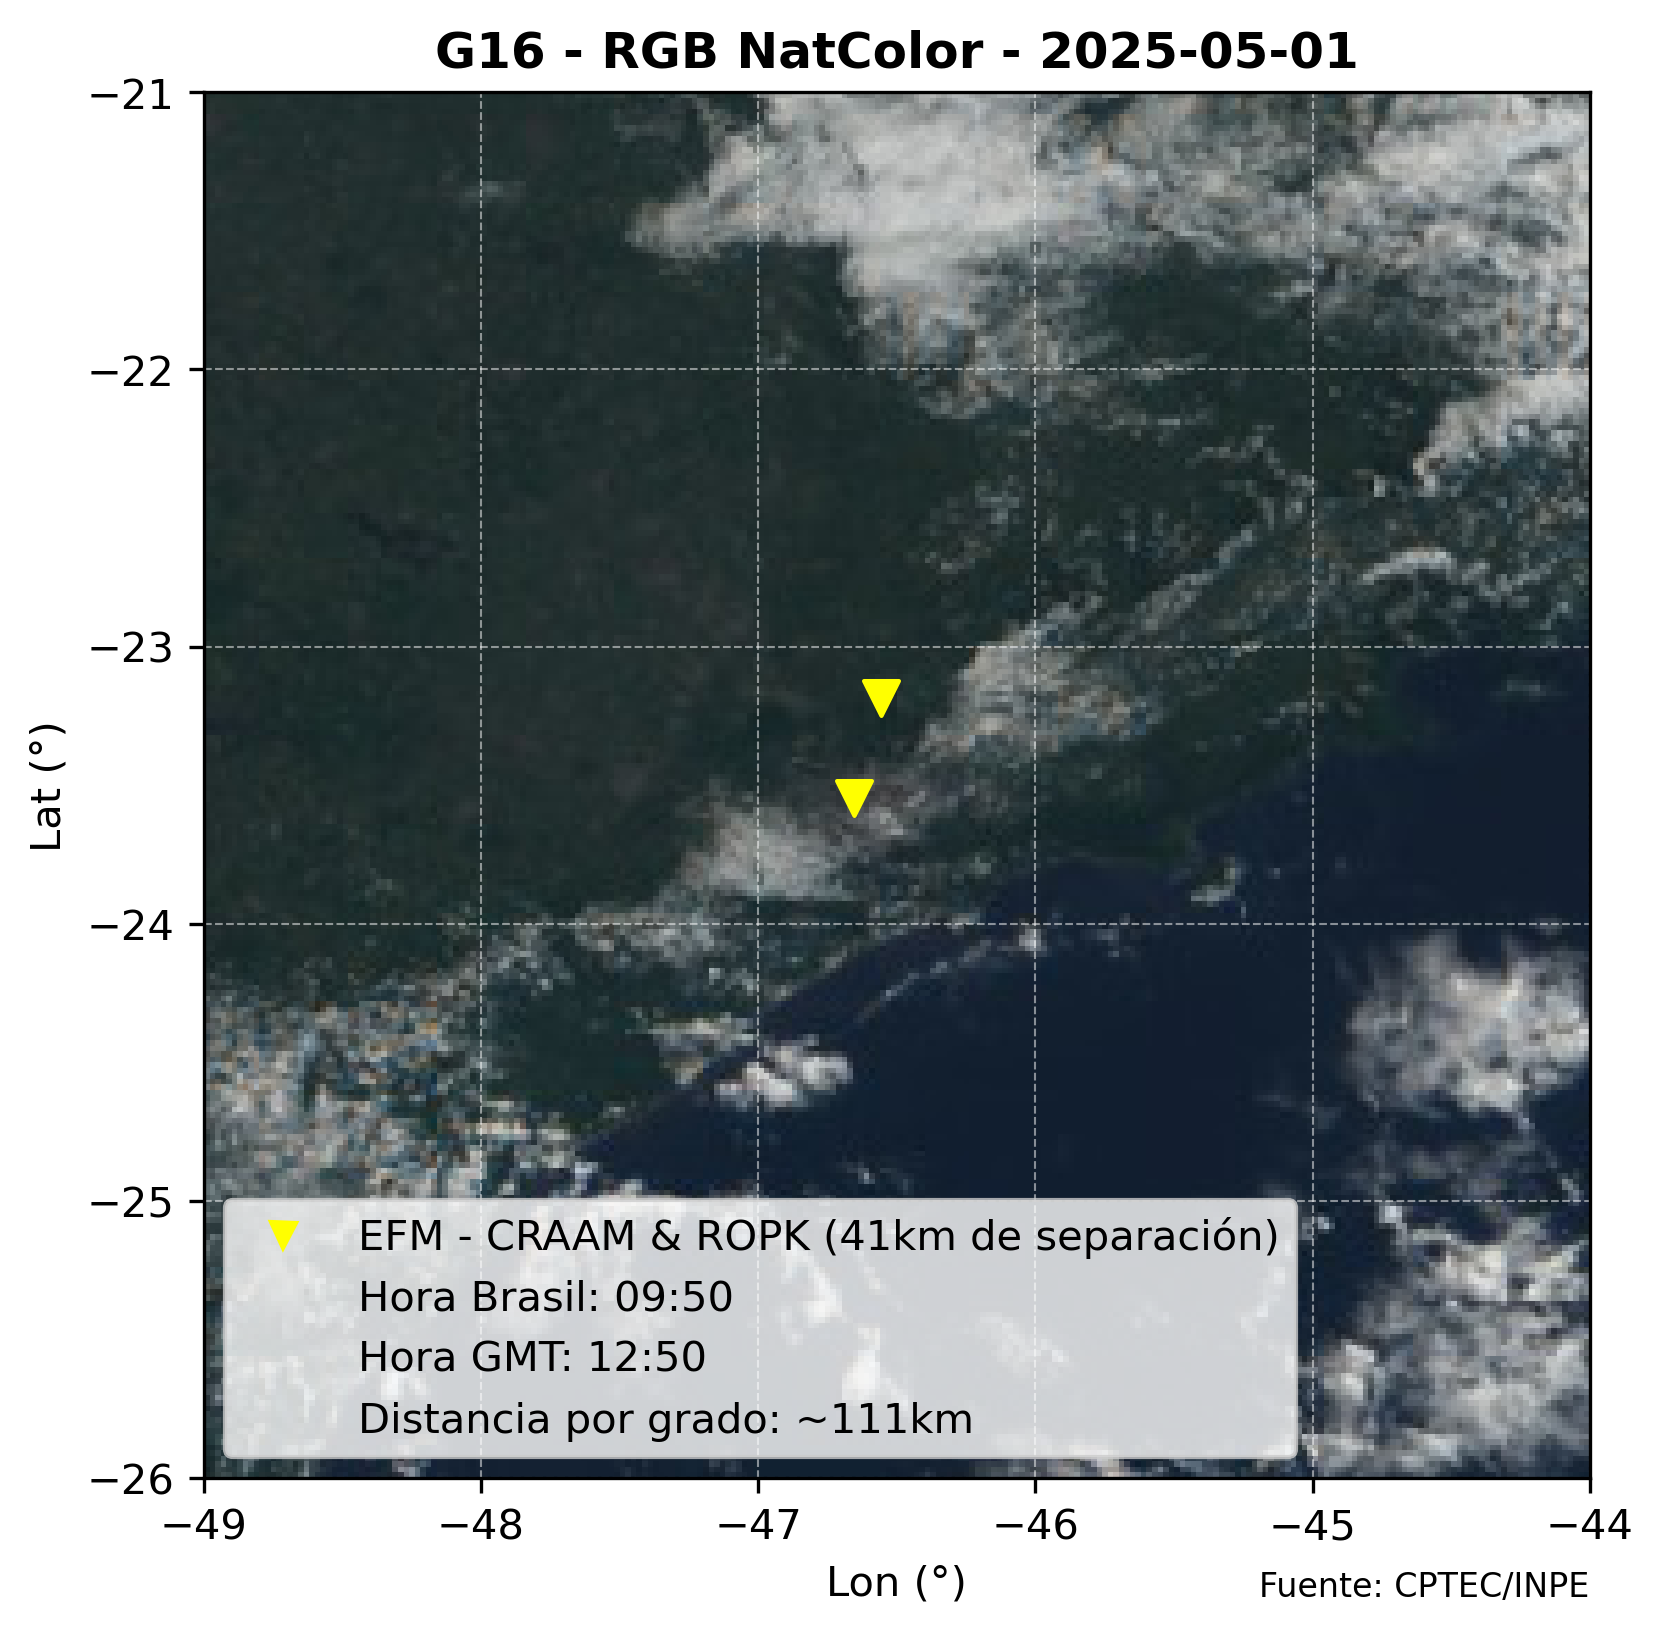 G16 - RGB NatColor - 2025-05-01
−21
−22
−23
−24
−25
−26
Lat (°)
EFM - CRAAM & ROPK (41km de separación)
Hora Brasil: 09:50
Hora GMT: 12:50
Distancia por grado: ~111km
−49 −48 −47 −46 −45 −44
Lon (°)
Fuente: CPTEC/INPE